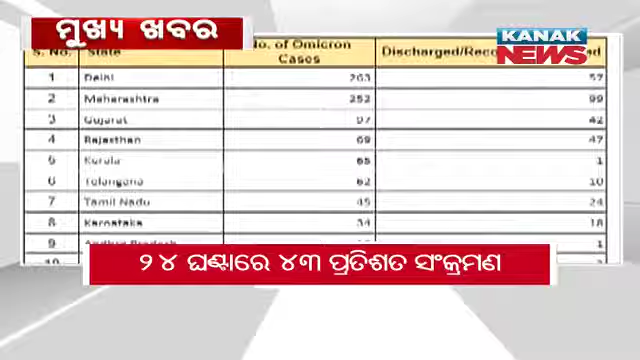 ମୁଖ୍ୟ ଖବର
KANAK NEWS
S. No. State No. of Omicron Cases Discharged/Reco
1 Delhi 263 57
2 Maharashtra 252 99
3 Gujarat 97 42
4 Rajasthan 69 47
5 Kerala 65 1
6 Telangana 62 10
7 Tamil Nadu 45 24
8 Karnataka 34 18
9 Andhra Pradesh 1
୨୪ ଘଣ୍ଟାରେ ୪୩ ପ୍ରତିଶତ ସଂକ୍ରମଣ